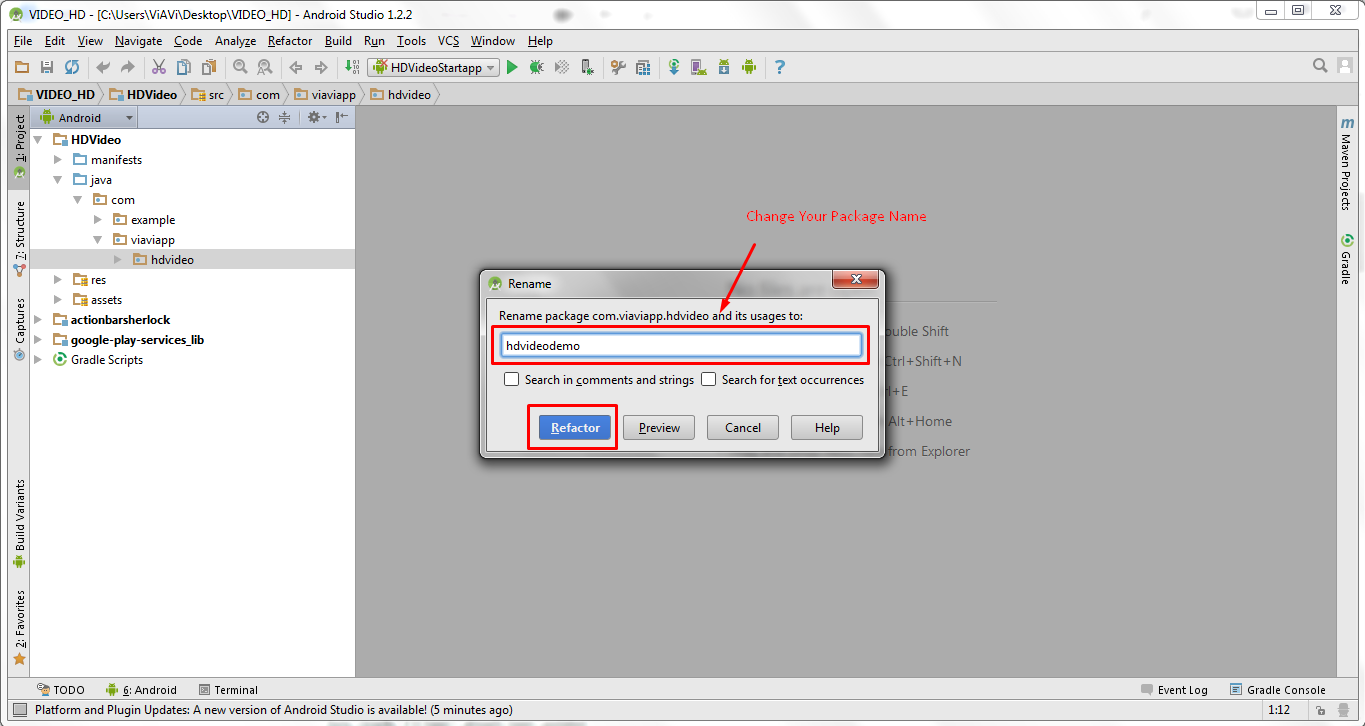 VIDEO_HD - [C:\Users\ViAVi\Desktop\VIDEO_HD] - Android Studio 1.2.2
File Edit View Navigate Code Analyze Refactor Build Run Tools VCS Window Help
HDVideoStartapp
VIDEO_HD HDVideo src com viaviapp hdvideo
1: Project
7: Structure
Captures
Build Variants
2: Favorites
Android
HDVideo
manifests
java
com
example
viaviapp
hdvideo
res
assets
actionbarsherlock
google-play-services_lib
Gradle Scripts
Change Your Package Name
Rename
Rename package com.viaviapp.hdvideo and its usages to:
hdvideodemo
Search in comments and strings Search for text occurrences
Refactor Preview Cancel Help
Shift
Ctrl+Shift+N
+E
Alt+Home
from Explorer
Maven Projects
Gradle
TODO 6: Android Terminal Event Log Gradle Console
Platform and Plugin Updates: A new version of Android Studio is available! (5 minutes ago) 1:12